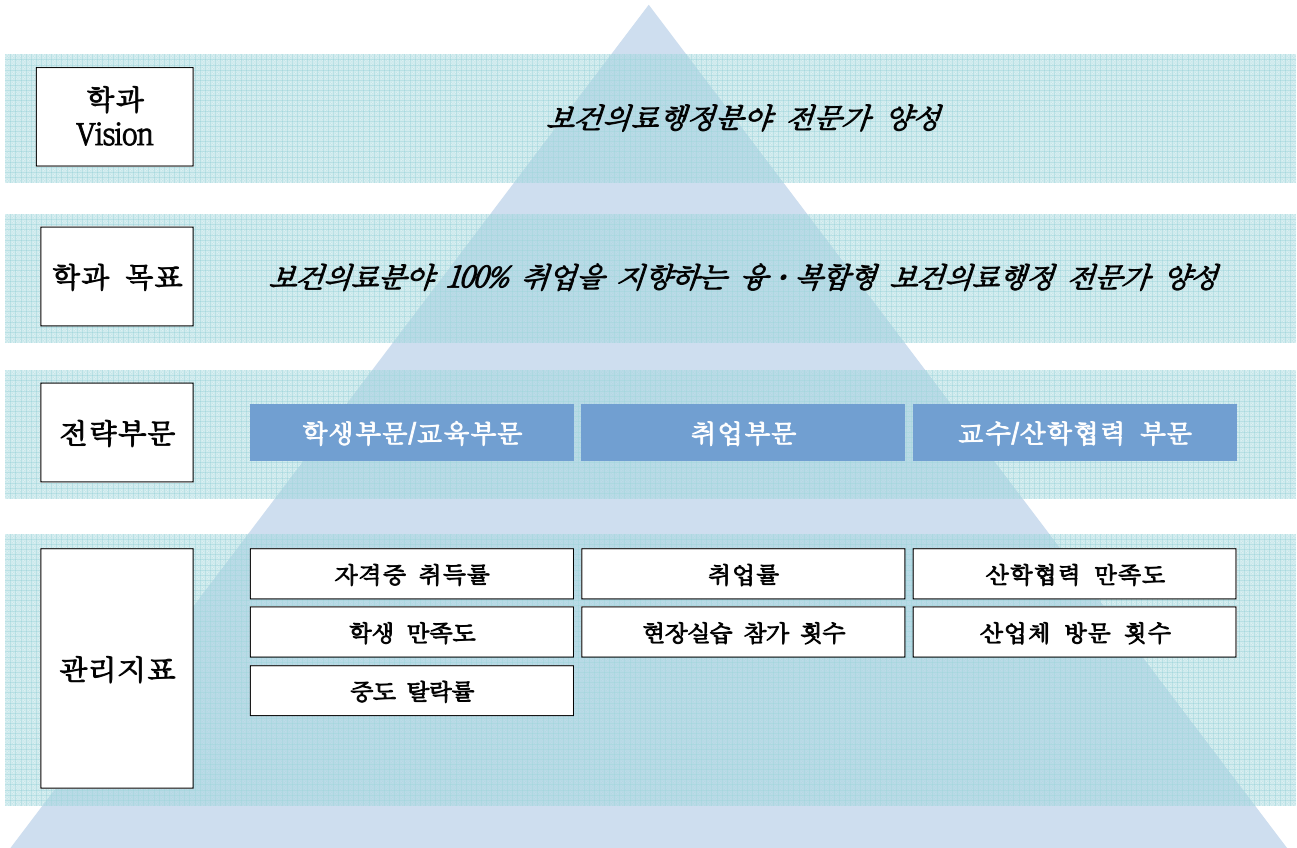 학과
Vision
보건의료행정분야 전문가 양성
학과 목표
보건의료분야 100% 취업을 지향하는 융·복합형 보건의료행정 전문가 양성
전략부문
학생부문/교육부문
취업부문
교수/산학협력 부문
관리지표
자격증 취득률
취업률
산학협력 만족도
학생 만족도
현장실습 참가 횟수
산업체 방문 횟수
중도 탈락률